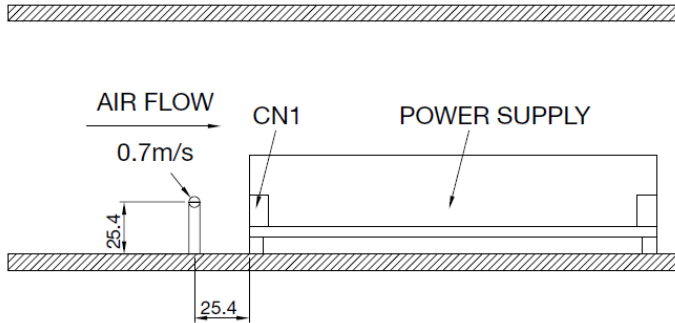 AIR FLOW
CN1
POWER SUPPLY
0.7m/s
25.4
25.4